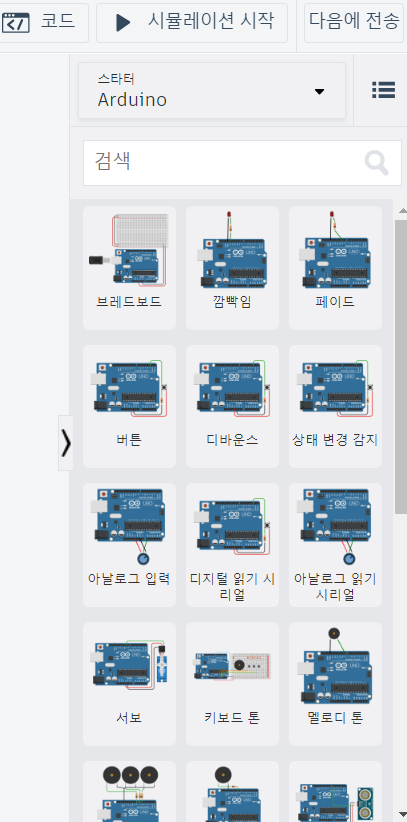 코드
시뮬레이션 시작
다음에 전송
스타터
Arduino
검색
브레드보드
깜빡임
페이드
버튼
디바운스
상태 변경 감지
아날로그 입력
디지털 읽기 시
리얼
아날로그 읽기
시리얼
서보
키보드 톤
멜로디 톤